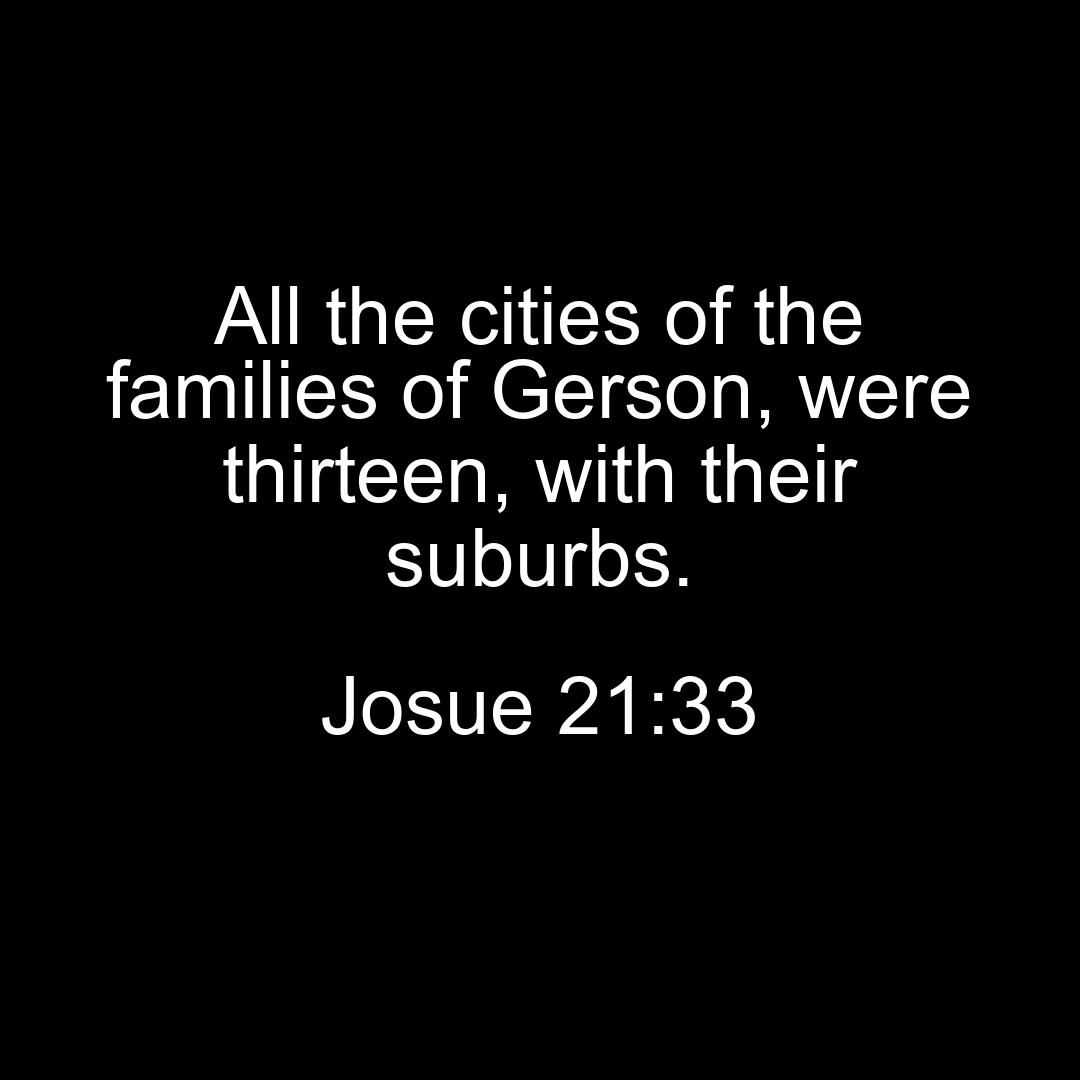 All the cities of the
families of Gerson, were
thirteen, with their
suburbs.
Josue 21:33